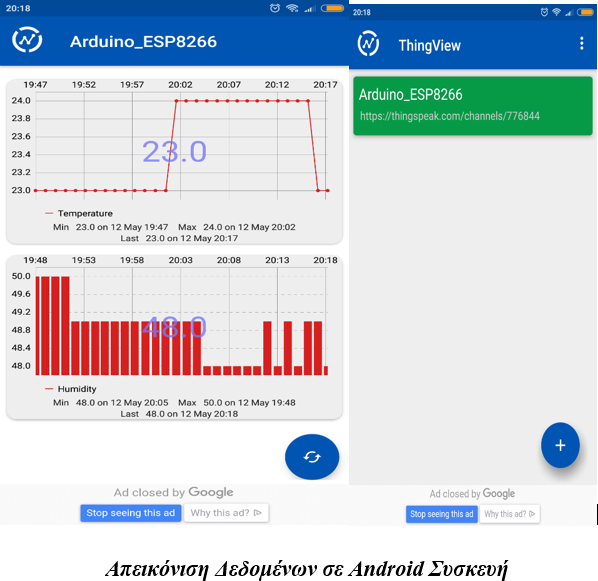 20:18
Arduino_ESP8266
19:47 19:52 19:57 20:02 20:07 20:12 20:17
24.0
23.8
23.6
23.4
23.2
23.0
23.0
Temperature
Min 23.0 on 12 May 19:47 Max 24.0 on 12 May 20:02
Last 23.0 on 12 May 20:17
19:48 19:53 19:58 20:03 20:08 20:13 20:18
50.0
49.6
49.2
48.8
48.4
48.0
48.0
Humidity
Min 48.0 on 12 May 20:05 Max 50.0 on 12 May 19:48
Last 48.0 on 12 May 20:18
Ad closed by Google
Stop seeing this ad Why this ad?
20:18
ThingView
Arduino_ESP8266
https://thingspeak.com/channels/776844
+
Ad closed by Google
Stop seeing this ad Why this ad?
Απεικόνιση Δεδομένων σε Android Συσκευή